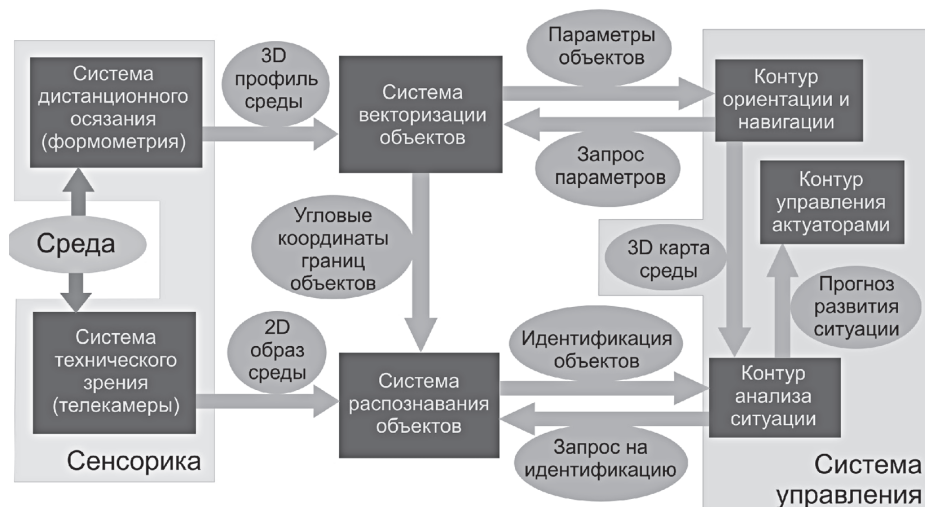 Система
дистанционного
осязания
(формометрия)
3D
профиль
среды
Система
векторизации
объектов
Параметры
объектов
Контур
ориентации и
навигации
Запрос
параметров
Контур
управления
актуаторами
Среда
Угловые
координаты
границ
объектов
3D карта
среды
Прогноз
развития
ситуации
Система
технического
зрения
(телекамеры)
2D
образ
среды
Система
распознавания
объектов
Идентификация
объектов
Контур
анализа
ситуации
Запрос на
идентификацию
Сенсорика
Система
управления